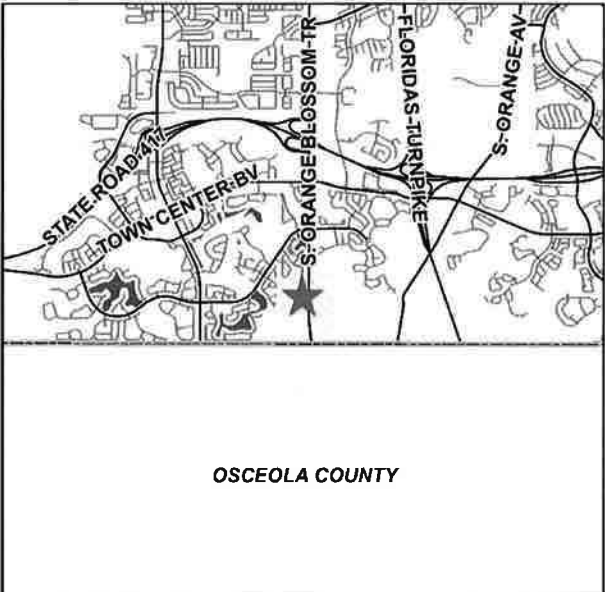 S. ORANGE BLOSSOM TR
FLORIDAS TURNPIKE
S. ORANGE AV
STATE ROAD 417
TOWN CENTER BV
OSCEOLA COUNTY